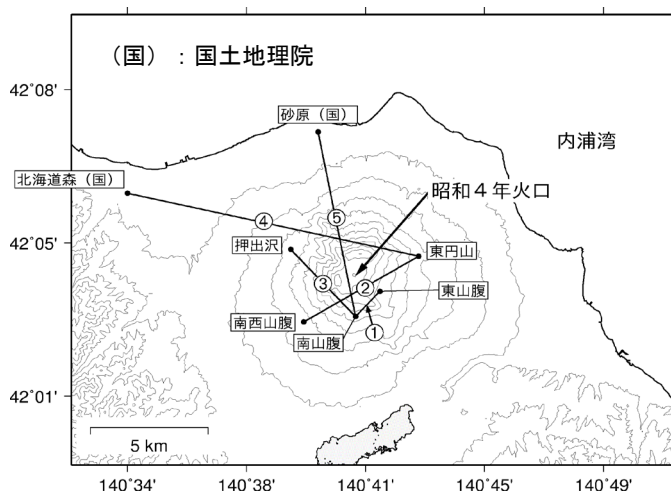 （国）：国土地理院
42°08'
砂原（国）
内浦湾
北海道森（国）
昭和４年火口
④
⑤
42°05'
押出沢
東円山
③
②
東山腹
南西山腹
南山腹
①
42°01'
5 km
140°34'
140°38'
140°41'
140°45'
140°49'